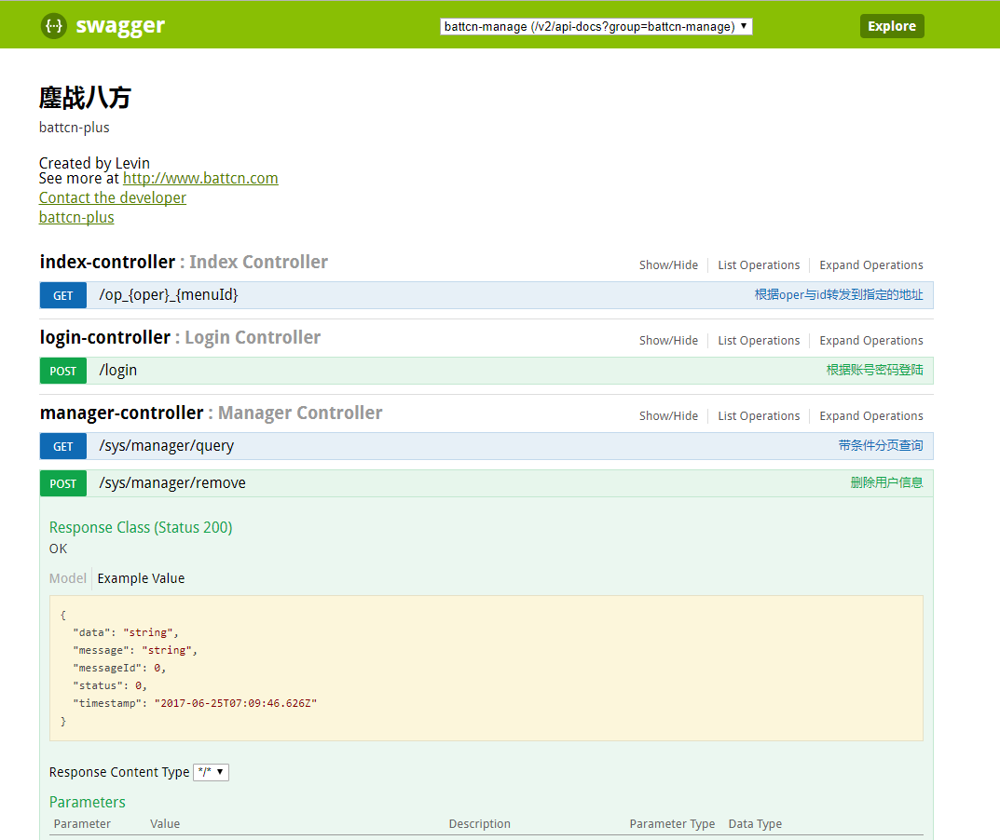 {··} swagger battcn-manage (/v2/api-docs?group=battcn-manage) ▼ Explore
鏖战八方
battcn-plus
Created by Levin
See more at http://www.battcn.com
Contact the developer
battcn-plus
index-controller : Index Controller Show/Hide List Operations Expand Operations
GET /op_{oper}_{menuId} 根据oper与id转发到指定的地址
login-controller : Login Controller Show/Hide List Operations Expand Operations
POST /login 根据账号密码登陆
manager-controller : Manager Controller Show/Hide List Operations Expand Operations
GET /sys/manager/query 带条件分页查询
POST /sys/manager/remove 删除用户信息
Response Class (Status 200)
OK
Model Example Value
{
"data": "string",
"message": "string",
"messageId": 0,
"status": 0,
"timestamp": "2017-06-25T07:09:46.626Z"
}
Response Content Type */* ▼
Parameters
Parameter Value Description Parameter Type Data Type